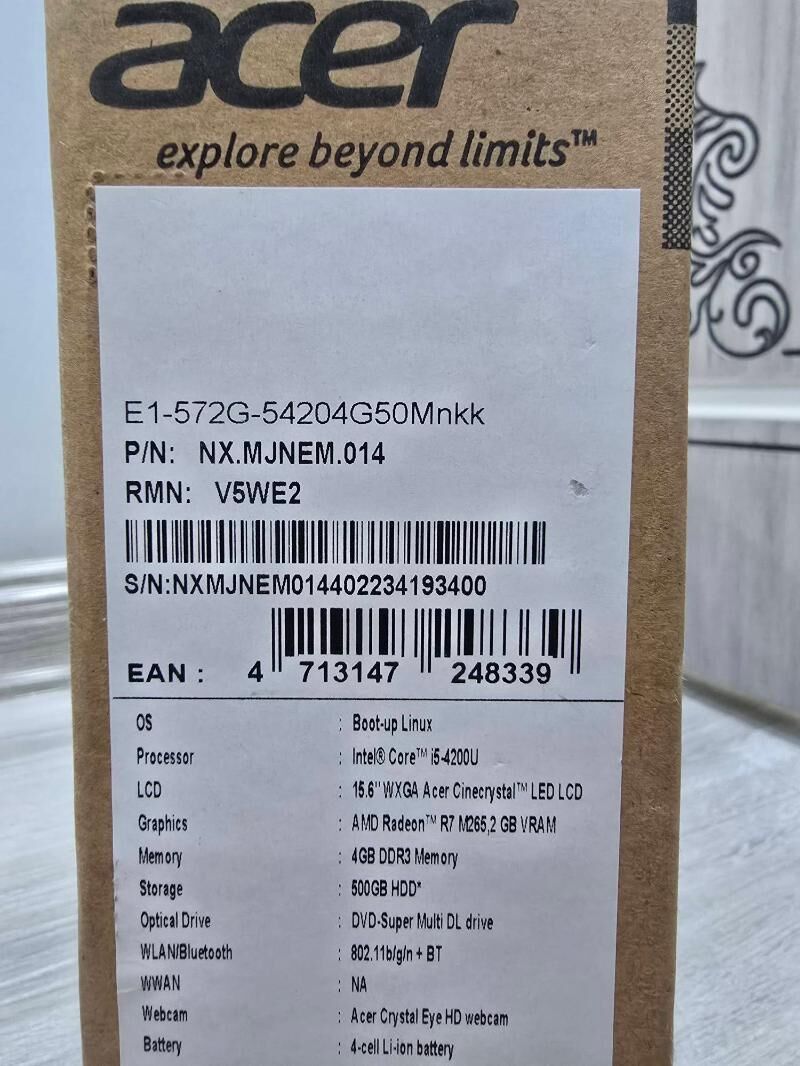 acer
explore beyond limits™
E1-572G-54204G50Mnkk
P/N: NX.MJNEM.014
RMN: V5WE2
S/N:NXMJNEM014402234193400
EAN : 4 713147 248339
OS : Boot-up Linux
Processor : Intel® Core™ i5-4200U
LCD : 15.6" WXGA Acer Cinecrystal™ LED LCD
Graphics : AMD Radeon™ R7 M265,2 GB VRAM
Memory : 4GB DDR3 Memory
Storage : 500GB HDD*
Optical Drive : DVD-Super Multi DL drive
WLAN/Bluetooth : 802.11b/g/n + BT
WWAN : NA
Webcam : Acer Crystal Eye HD webcam
Battery : 4-cell Li-ion battery